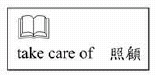 take care of 照顧